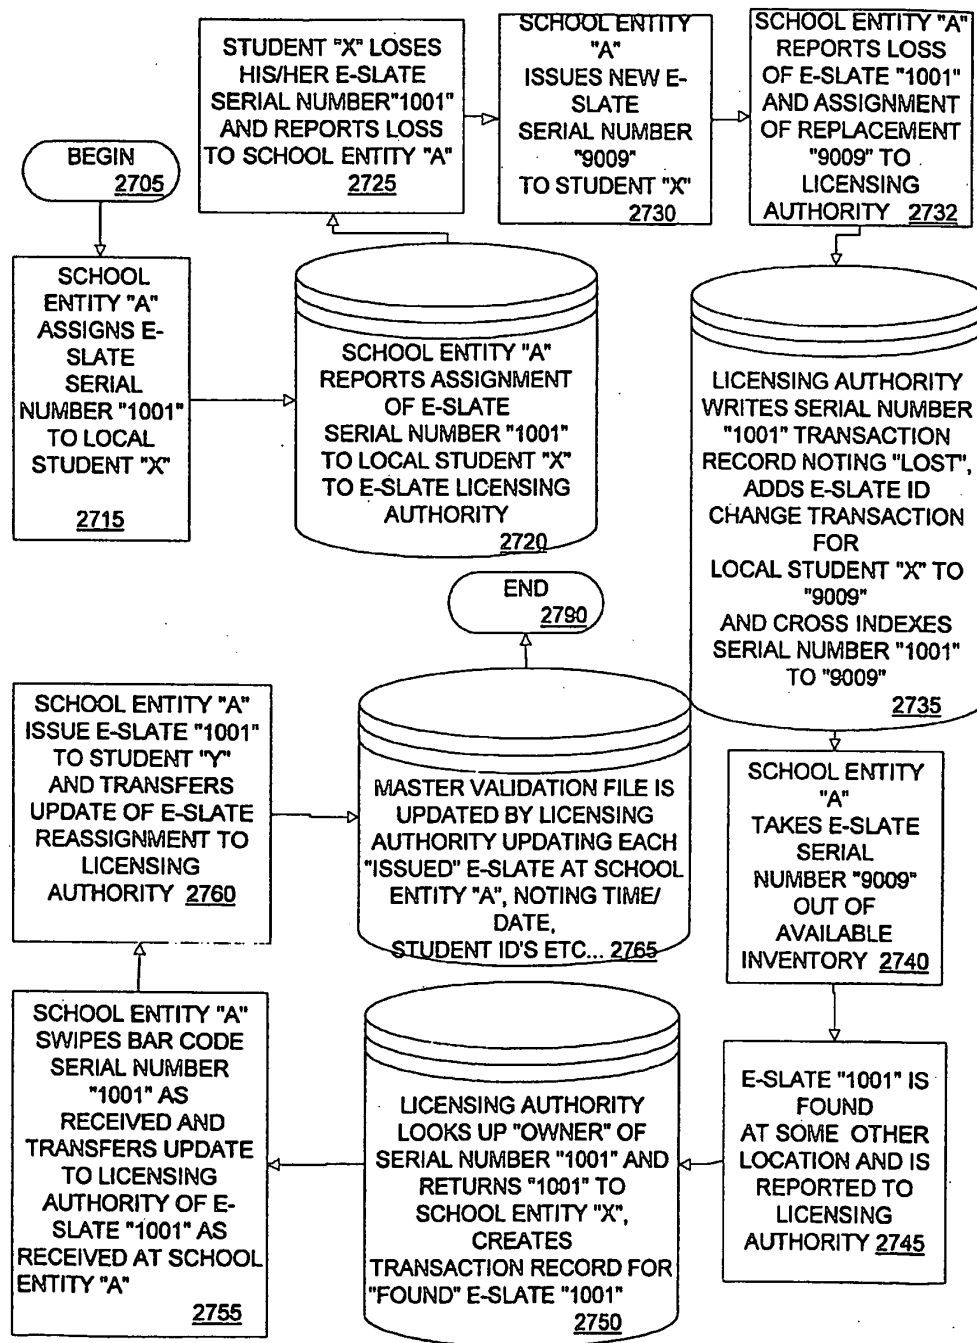 BEGIN
2705
SCHOOL
ENTITY "A"
ASSIGNS E-
SLATE
SERIAL
NUMBER "1001"
TO LOCAL
STUDENT "X"
2715
SCHOOL ENTITY "A"
REPORTS ASSIGNMENT
OF E-SLATE
SERIAL NUMBER "1001"
TO LOCAL STUDENT "X"
TO E-SLATE LICENSING
AUTHORITY
2720
STUDENT "X" LOSES
HIS/HER E-SLATE
SERIAL NUMBER"1001"
AND REPORTS LOSS
TO SCHOOL ENTITY "A"
2725
SCHOOL ENTITY
"A"
ISSUES NEW E-
SLATE
SERIAL NUMBER
"9009"
TO STUDENT "X"
2730
SCHOOL ENTITY "A"
REPORTS LOSS
OF E-SLATE "1001"
AND ASSIGNMENT
OF REPLACEMENT
"9009" TO
LICENSING
AUTHORITY 2732
LICENSING AUTHORITY
WRITES SERIAL NUMBER
"1001" TRANSACTION
RECORD NOTING "LOST",
ADDS E-SLATE ID
CHANGE TRANSACTION
FOR
LOCAL STUDENT "X" TO
"9009"
AND CROSS INDEXES
SERIAL NUMBER "1001"
TO "9009"
2735
SCHOOL ENTITY
"A"
TAKES E-SLATE
SERIAL
NUMBER "9009"
OUT OF
AVAILABLE
INVENTORY 2740
E-SLATE "1001" IS
FOUND
AT SOME OTHER
LOCATION AND IS
REPORTED TO
LICENSING
AUTHORITY 2745
LICENSING AUTHORITY
LOOKS UP "OWNER" OF
SERIAL NUMBER "1001" AND
RETURNS "1001" TO
SCHOOL ENTITY "X",
CREATES
TRANSACTION RECORD FOR
"FOUND" E-SLATE "1001"
2750
SCHOOL ENTITY "A"
SWIPES BAR CODE
SERIAL NUMBER
"1001" AS
RECEIVED AND
TRANSFERS UPDATE
TO LICENSING
AUTHORITY OF E-
SLATE "1001" AS
RECEIVED AT SCHOOL
ENTITY "A"
2755
SCHOOL ENTITY "A"
ISSUE E-SLATE "1001"
TO STUDENT "Y"
AND TRANSFERS
UPDATE OF E-SLATE
REASSIGNMENT TO
LICENSING
AUTHORITY 2760
MASTER VALIDATION FILE IS
UPDATED BY LICENSING
AUTHORITY UPDATING EACH
"ISSUED" E-SLATE AT SCHOOL
ENTITY "A", NOTING TIME/
DATE,
STUDENT ID'S ETC... 2765
END
2790